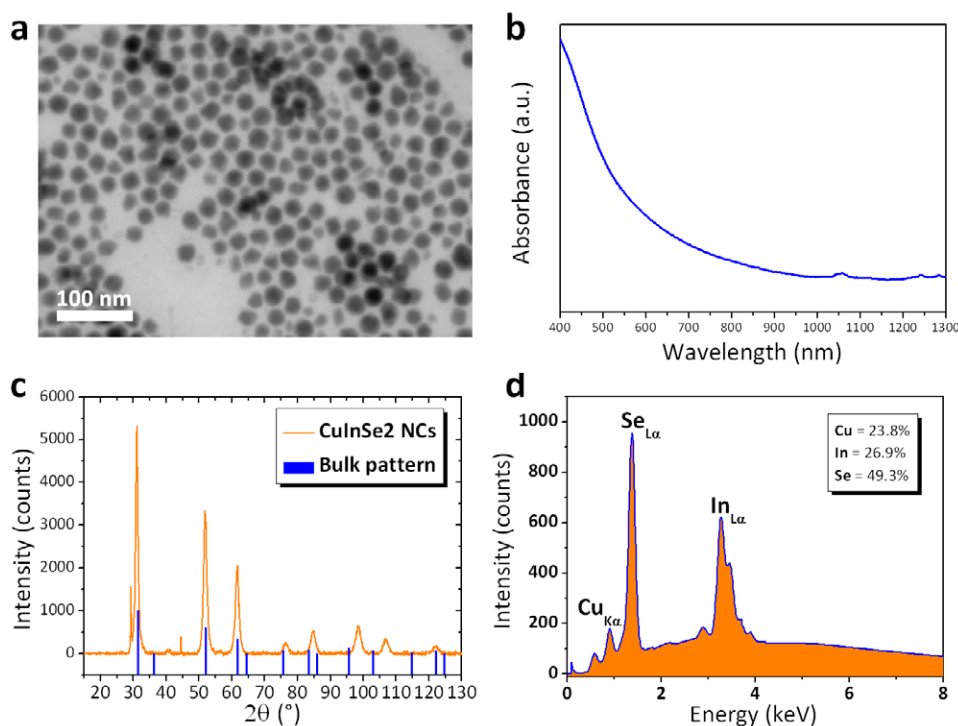 a
100 nm
b
Absorbance (a.u.)
400 500 600 700 800 900 1000 1100 1200 1300
Wavelength (nm)
c
Intensity (counts)
6000
5000
4000
3000
2000
1000
0
CuInSe2 NCs
Bulk pattern
20 30 40 50 60 70 80 90 100 110 120 130
2θ (°)
d
Intensity (counts)
1000
800
600
400
200
0
Se Lα
In Lα
Cu Kα
Cu = 23.8%
In = 26.9%
Se = 49.3%
0 2 4 6 8
Energy (keV)